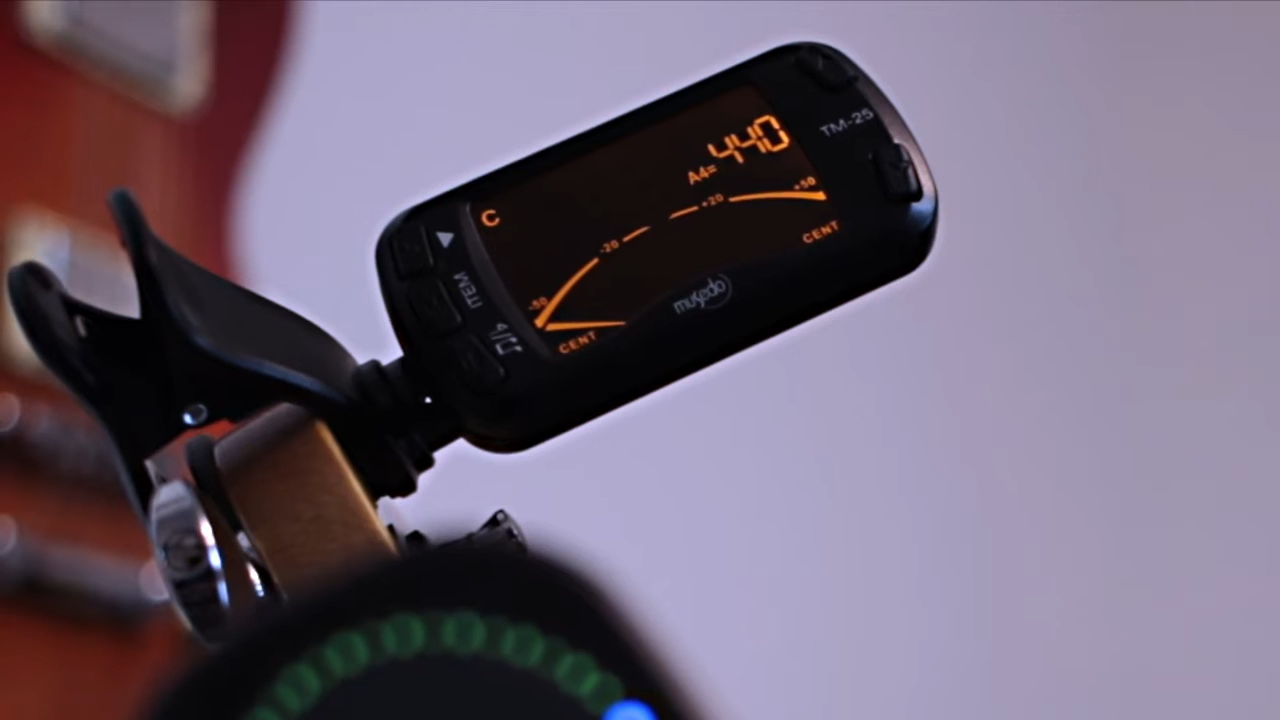 TM-25
A4=440
C
-50 -20 +20 +50
CENT CENT
ITEM
musedo